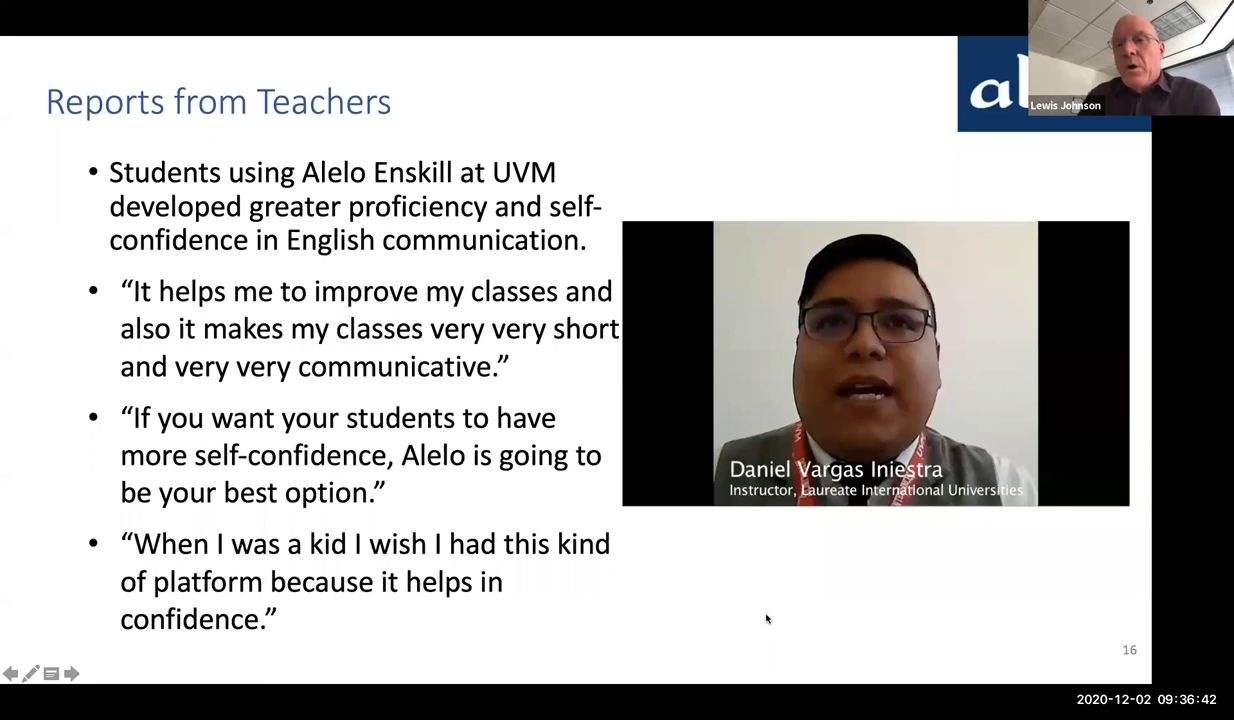 Lewis Johnson
Reports from Teachers
• Students using Alelo Enskill at UVM
developed greater proficiency and self-
confidence in English communication.
• “It helps me to improve my classes and
also it makes my classes very very short
and very very communicative.”
• “If you want your students to have
more self-confidence, Alelo is going to
be your best option.”
• “When I was a kid I wish I had this kind
of platform because it helps in
confidence.”
Daniel Vargas Iniestra
Instructor, Laureate International Universities
16
2020-12-02 09:36:42